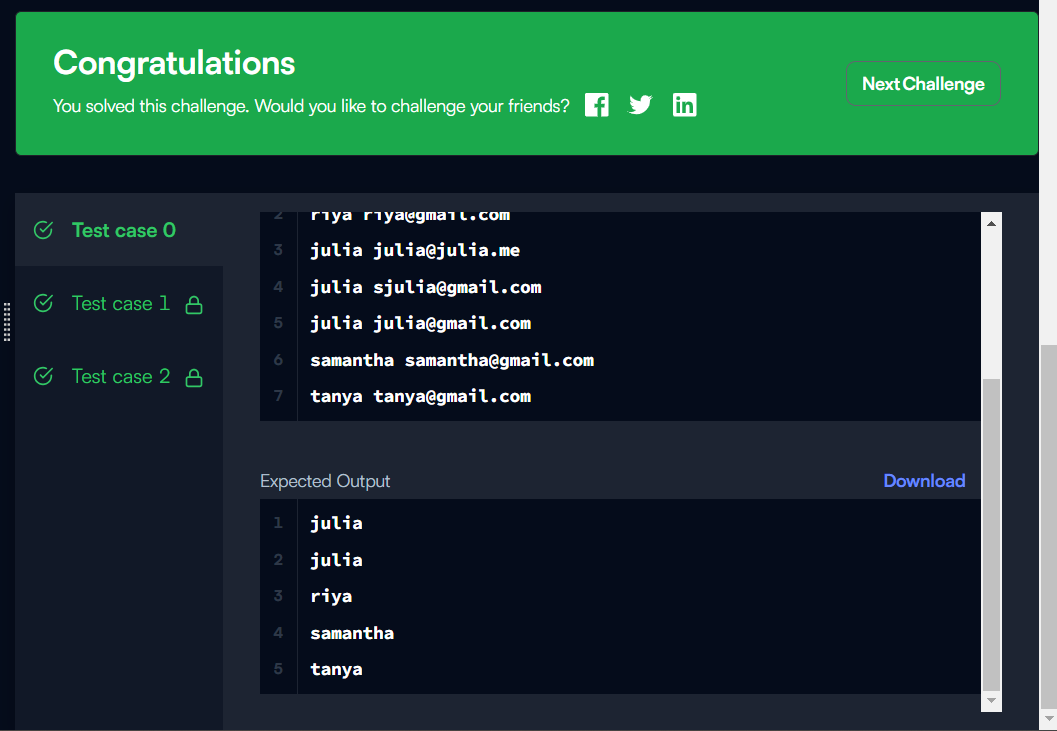 Congratulations
You solved this challenge. Would you like to challenge your friends?
Next Challenge
Test case 0
Test case 1
Test case 2
2 riya riya@gmail.com
3 julia julia@julia.me
4 julia sjulia@gmail.com
5 julia julia@gmail.com
6 samantha samantha@gmail.com
7 tanya tanya@gmail.com
Expected Output
Download
1 julia
2 julia
3 riya
4 samantha
5 tanya